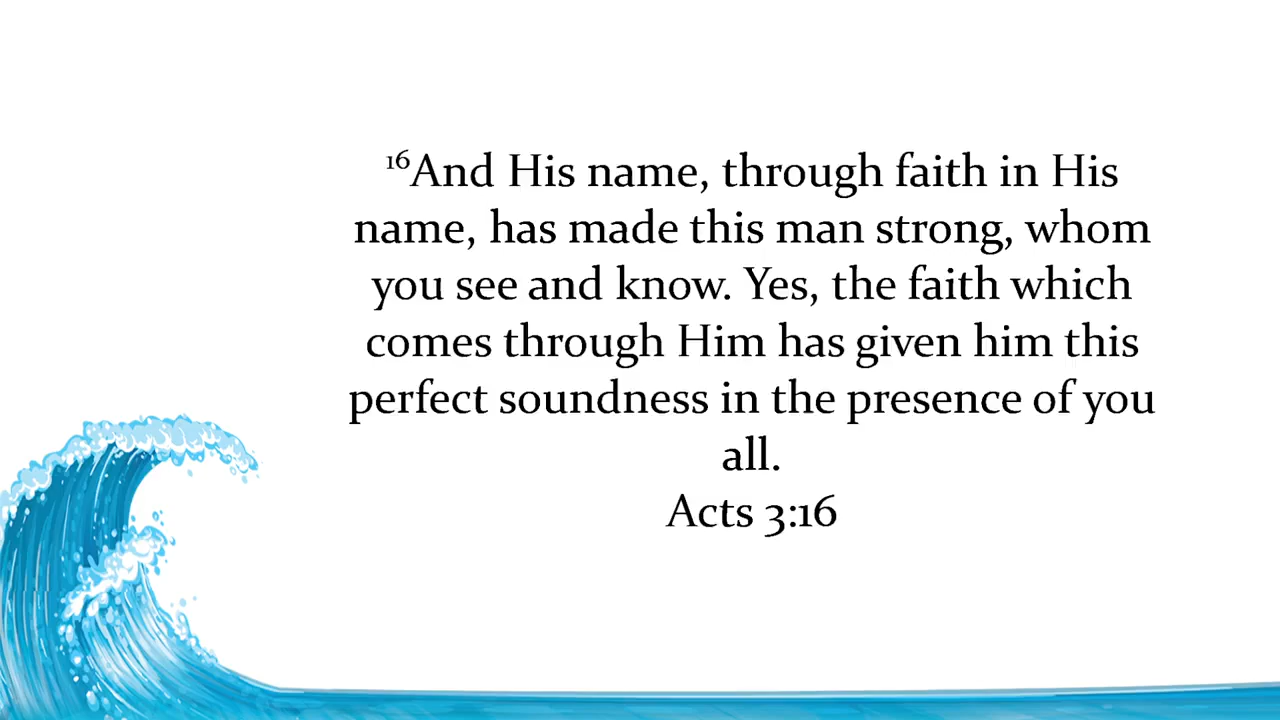 16And His name, through faith in His
name, has made this man strong, whom
you see and know. Yes, the faith which
comes through Him has given him this
perfect soundness in the presence of you
all.
Acts 3:16